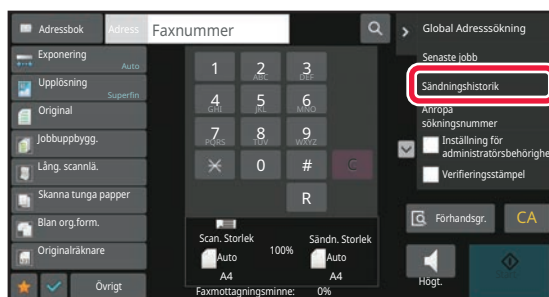 Adressbok
Adress
Faxnummer
Exponering
Auto
Upplösning
Superfin
Original
Jobbuppbygg.
Lång. scannlä.
Skanna tunga papper
Blan org.form.
Originalräknare
Övrigt
1
2
ABC
3
DEF
4
GHI
5
JKL
6
MNO
7
PQRS
8
TUV
9
WXYZ
0
#
C
R
Scan. Storlek
100%
Sändn. Storlek
Auto
Auto
A4
A4
Faxmottagningsminne: 0%
Global Adresssökning
Senaste jobb
Sändningshistorik
Anropa
sökningsnummer
Inställning för
administratörsbehörighe
Verifieringsstämpel
Förhandsgr.
CA
Högt.